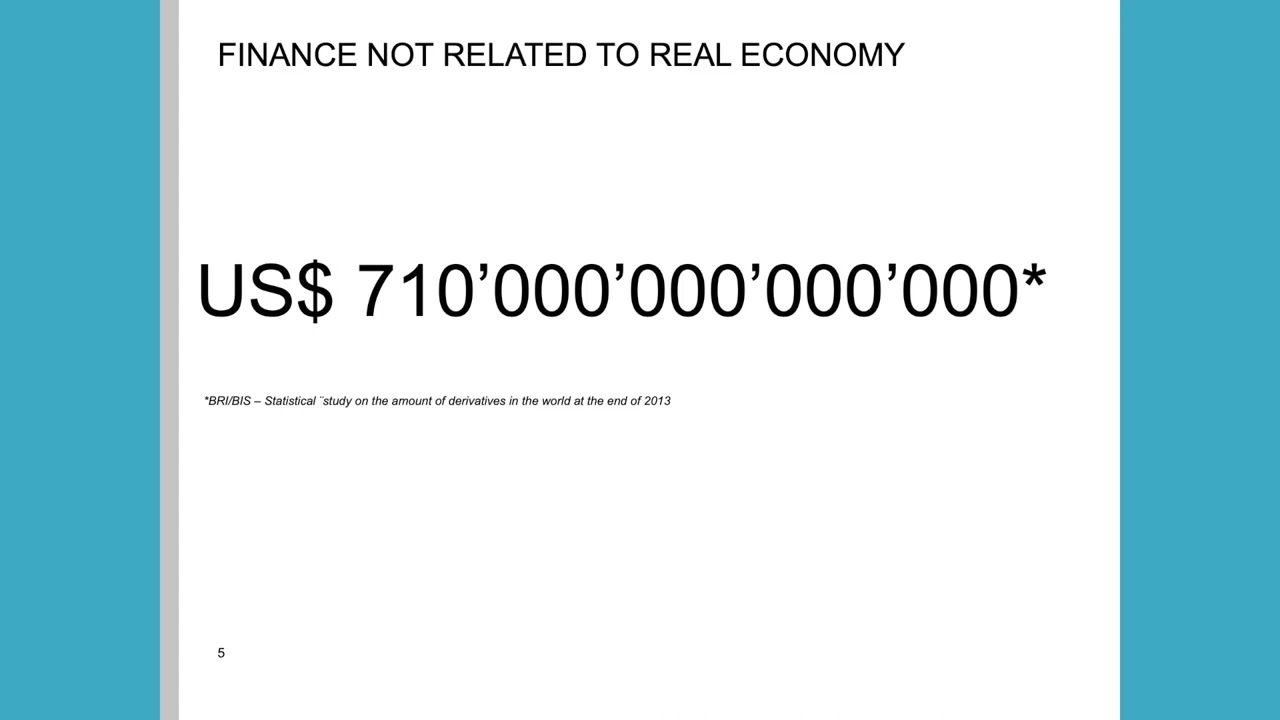 FINANCE NOT RELATED TO REAL ECONOMY
US$ 710’000’000’000’000*
*BRI/BIS – Statistical ¨study on the amount of derivatives in the world at the end of 2013
5